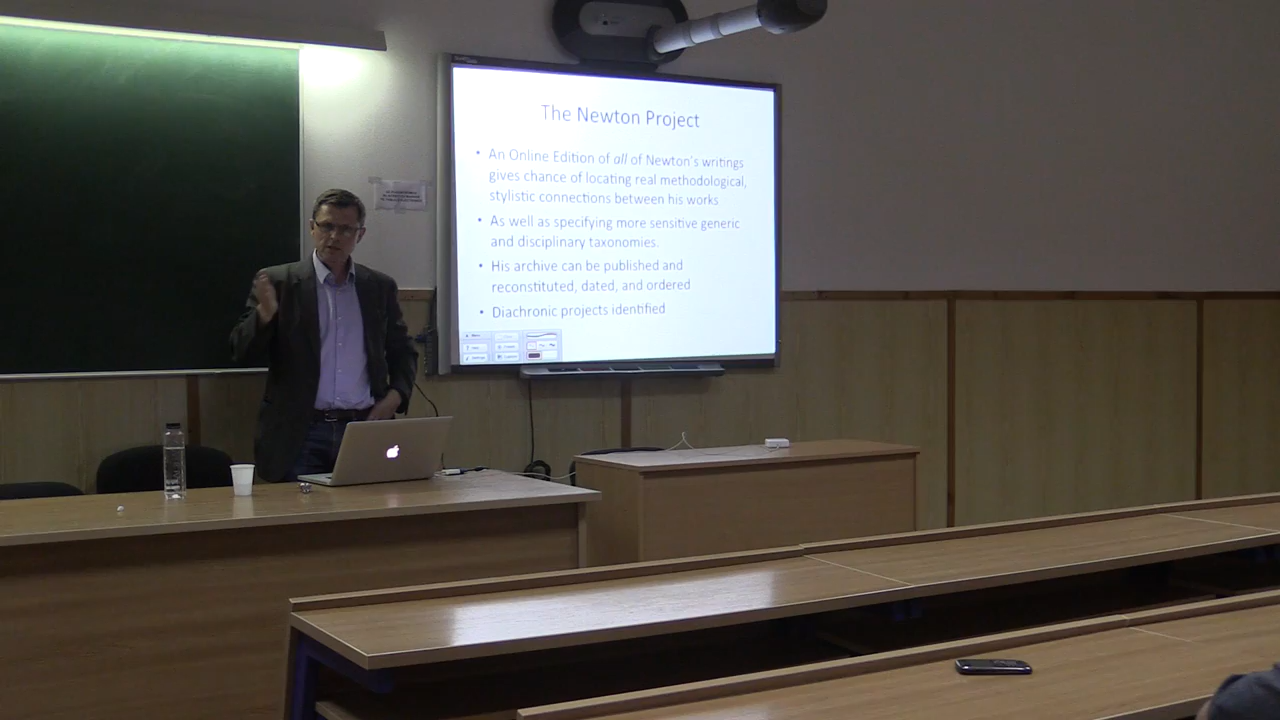 The Newton Project
• An Online Edition of all of Newton's writings
gives chance of locating real methodological,
stylistic connections between his works
• As well as specifying more sensitive generic
and disciplinary taxonomies.
• His archive can be published and
reconstituted, dated, and ordered
• Diachronic projects identified